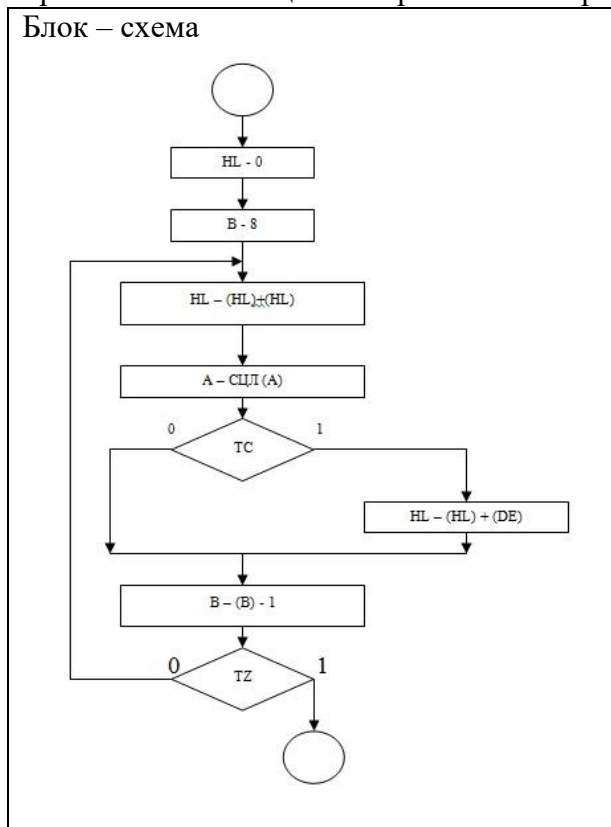 Блок – схема
HL - 0
B - 8
HL – (HL)+(HL)
A – СЦЛ (A)
0 1
TC
HL – (HL) + (DE)
B – (B) - 1
0 1
TZ